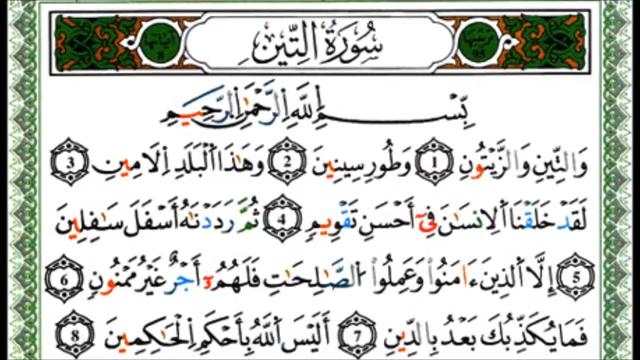 سُورَةُ التِّينِ
بِسْمِ اللَّهِ الرَّحْمَٰنِ الرَّحِيمِ
وَالتِّينِ وَالزَّيْتُونِ ١ وَطُورِ سِينِينَ ٢ وَهَٰذَا الْبَلَدِ الْأَمِينِ ٣
لَقَدْ خَلَقْنَا الْإِنسَانَ فِي أَحْسَنِ تَقْوِيمٍ ٤ ثُمَّ رَدَدْنَاهُ أَسْفَلَ سَافِلِينَ
٥ إِلَّا الَّذِينَ ءَامَنُوا وَعَمِلُوا الصَّالِحَاتِ فَلَهُمْ أَجْرٌ غَيْرُ مَمْنُونٍ ٦
فَمَا يُكَذِّبُكَ بَعْدُ بِالدِّينِ ٧ أَلَيْسَ اللَّهُ بِأَحْكَمِ الْحَاكِمِينَ ٨